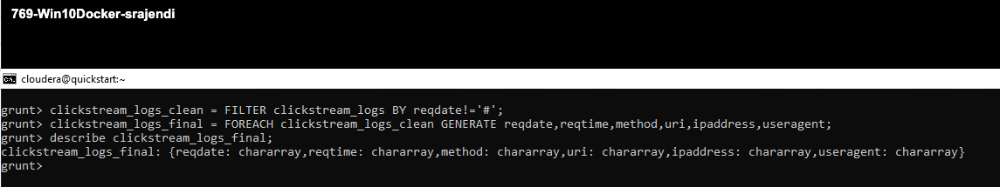 769-Win10Docker-srajendi
cloudera@quickstart:~
grunt> clickstream_logs_clean = FILTER clickstream_logs BY reqdate!='#';
grunt> clickstream_logs_final = FOREACH clickstream_logs_clean GENERATE reqdate,reqtime,method,uri,ipaddress,useragent;
grunt> describe clickstream_logs_final;
clickstream_logs_final: {reqdate: chararray,reqtime: chararray,method: chararray,uri: chararray,ipaddress: chararray,useragent: chararray}
grunt>